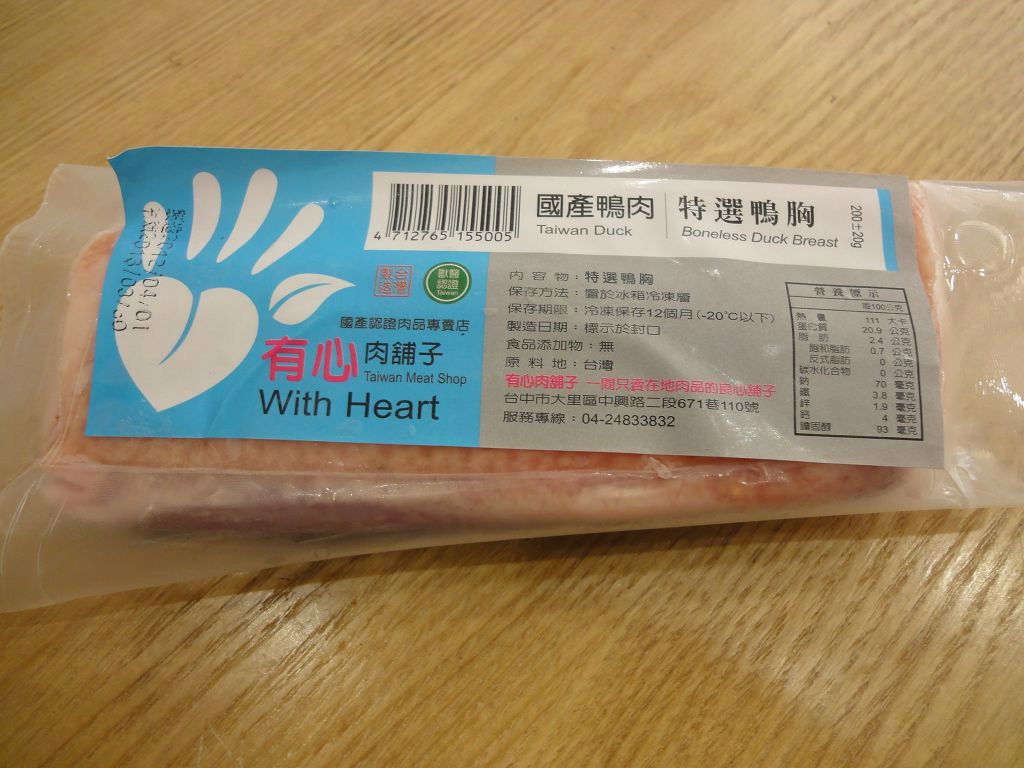 4 712765 155005
國產鴨肉
Taiwan Duck
特選鴨胸
Boneless Duck Breast
200±20g
台灣
製造
獸醫
認證
Taiwan
國產認證肉品專賣店
有心肉舖子
Taiwan Meat Shop
With Heart
內容物：特選鴨胸
保存方法：置於冰箱冷凍層
保存期限：冷凍保存12個月(-20℃以下)
製造日期：標示於封口
食品添加物：無
原料地：台灣
有心肉舖子 一間只賣在地肉品的良心舖子
台中市大里區中興路二段671巷110號
服務專線：04-24833832
營養標示
每100公克
熱量 111 大卡
蛋白質 20.9 公克
脂肪 2.4 公克
飽和脂肪 0.7 公克
反式脂肪 0 公克
碳水化合物 0 公克
鈉 70 毫克
鐵 3.8 毫克
鋅 1.9 毫克
鈣 4 毫克
膽固醇 93 毫克